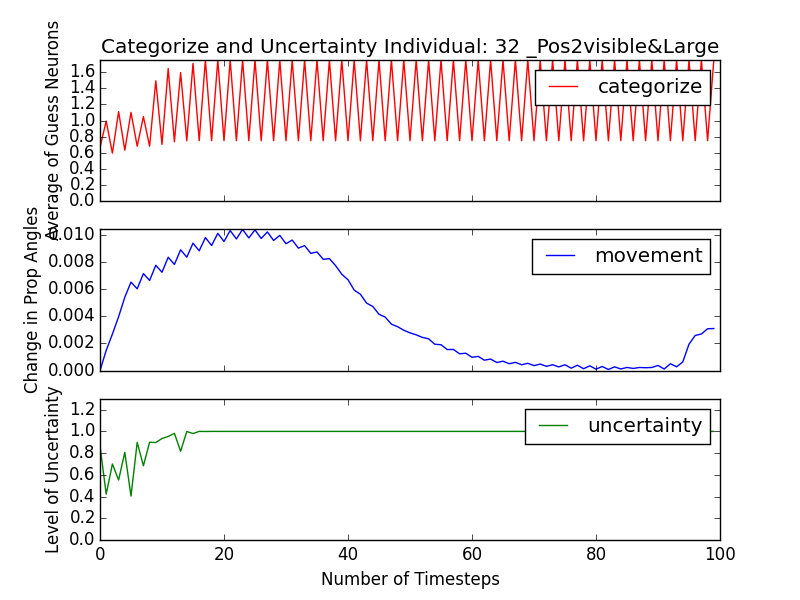 Categorize and Uncertainty Individual: 32 _Pos2visible&Large
Average of Guess Neurons
1.6
1.4
1.2
1.0
0.8
0.6
0.4
0.2
0.0
categorize
Change in Prop Angles
0.010
0.008
0.006
0.004
0.002
0.000
movement
Level of Uncertainty
1.2
1.0
0.8
0.6
0.4
0.2
0.0
uncertainty
0 20 40 60 80 100
Number of Timesteps